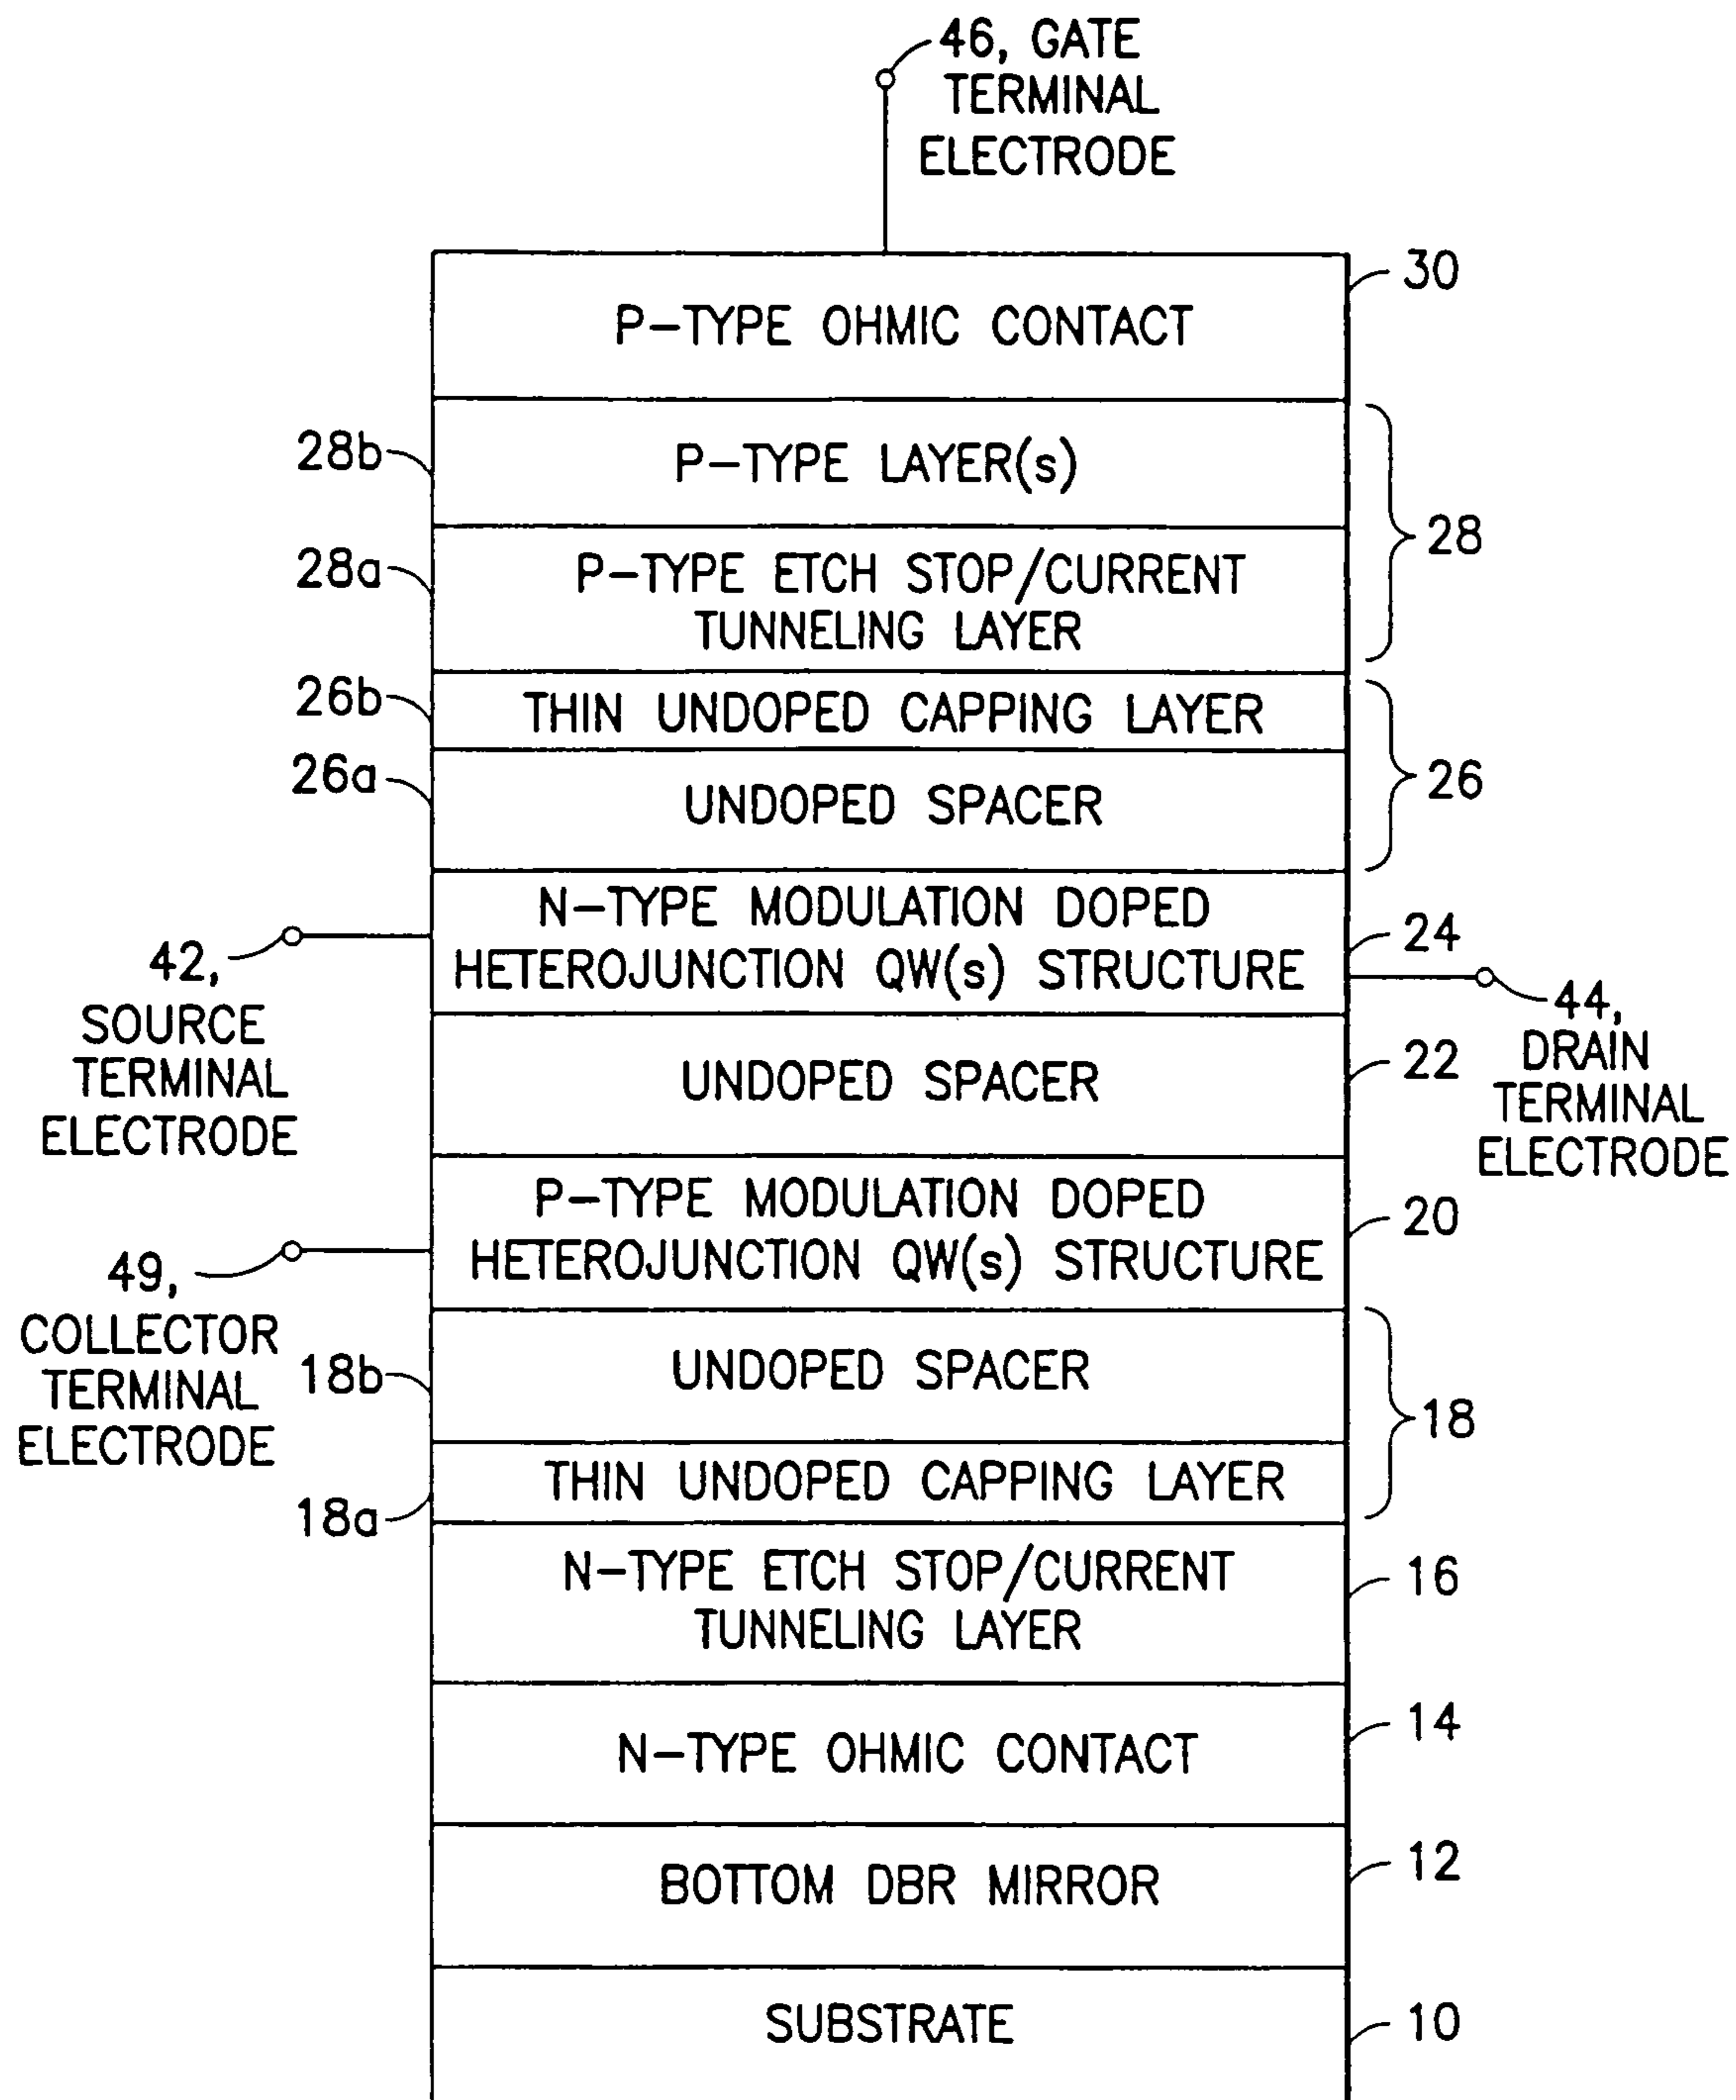 46, GATE
TERMINAL
ELECTRODE
30
P-TYPE OHMIC CONTACT
28b
P-TYPE LAYER(s)
28
28a
P-TYPE ETCH STOP/CURRENT
TUNNELING LAYER
26b
THIN UNDOPED CAPPING LAYER
26
26a
UNDOPED SPACER
N-TYPE MODULATION DOPED
HETEROJUNCTION QW(s) STRUCTURE
24
42,
SOURCE
TERMINAL
ELECTRODE
44,
DRAIN
TERMINAL
ELECTRODE
UNDOPED SPACER
22
P-TYPE MODULATION DOPED
HETEROJUNCTION QW(s) STRUCTURE
20
49,
COLLECTOR
TERMINAL
ELECTRODE
18b
UNDOPED SPACER
18
THIN UNDOPED CAPPING LAYER
18a
N-TYPE ETCH STOP/CURRENT
TUNNELING LAYER
16
N-TYPE OHMIC CONTACT
14
BOTTOM DBR MIRROR
12
SUBSTRATE
10